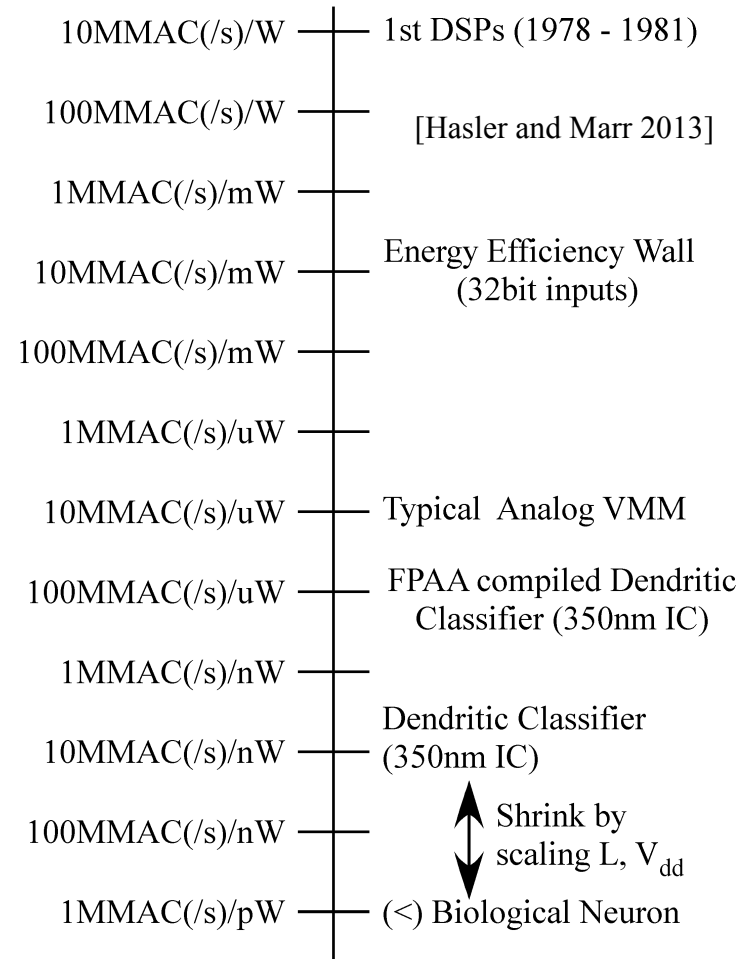 10MMAC(/s)/W 1st DSPs (1978 - 1981)
100MMAC(/s)/W
[Hasler and Marr 2013]
1MMAC(/s)/mW
10MMAC(/s)/mW Energy Efficiency Wall
(32bit inputs)
100MMAC(/s)/mW
1MMAC(/s)/uW
10MMAC(/s)/uW Typical Analog VMM
100MMAC(/s)/uW FPAA compiled Dendritic
Classifier (350nm IC)
1MMAC(/s)/nW
Dendritic Classifier
10MMAC(/s)/nW (350nm IC)
Shrink by
100MMAC(/s)/nW
scaling L, Vdd
1MMAC(/s)/pW (<) Biological Neuron